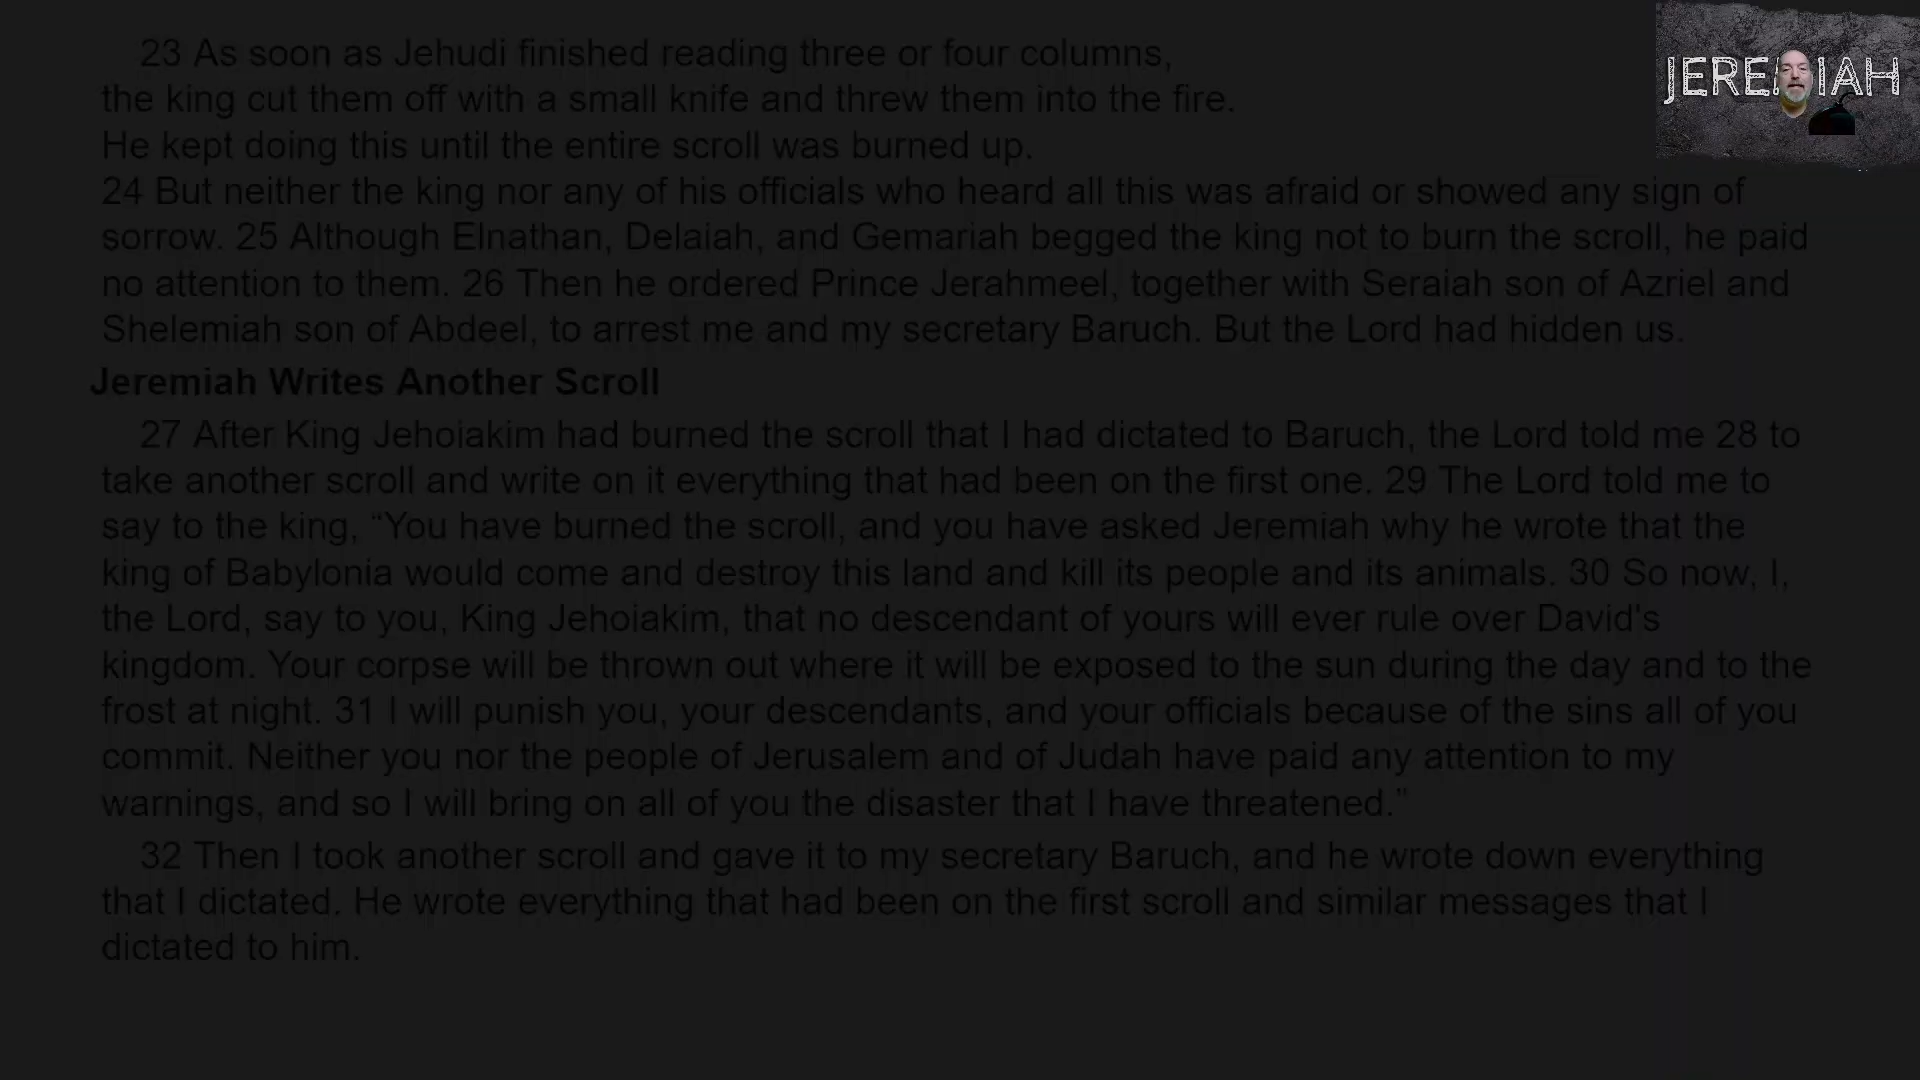 23 As soon as Jehudi finished reading three or four columns,
the king cut them off with a small knife and threw them into the fire.
He kept doing this until the entire scroll was burned up.
24 But neither the king nor any of his officials who heard all this was afraid or showed any sign of
sorrow. 25 Although Elnathan, Delaiah, and Gemariah begged the king not to burn the scroll, he paid
no attention to them. 26 Then he ordered Prince Jerahmeel, together with Seraiah son of Azriel and
Shelemiah son of Abdeel, to arrest me and my secretary Baruch. But the Lord had hidden us.
Jeremiah Writes Another Scroll
27 After King Jehoiakim had burned the scroll that I had dictated to Baruch, the Lord told me 28 to
take another scroll and write on it everything that had been on the first one. 29 The Lord told me to
say to the king, “You have burned the scroll, and you have asked Jeremiah why he wrote that the
king of Babylonia would come and destroy this land and kill its people and its animals. 30 So now, I,
the Lord, say to you, King Jehoiakim, that no descendant of yours will ever rule over David's
kingdom. Your corpse will be thrown out where it will be exposed to the sun during the day and to the
frost at night. 31 I will punish you, your descendants, and your officials because of the sins all of you
commit. Neither you nor the people of Jerusalem and of Judah have paid any attention to my
warnings, and so I will bring on all of you the disaster that I have threatened.”
32 Then I took another scroll and gave it to my secretary Baruch, and he wrote down everything
that I dictated. He wrote everything that had been on the first scroll and similar messages that I
dictated to him.
JEREMIAH